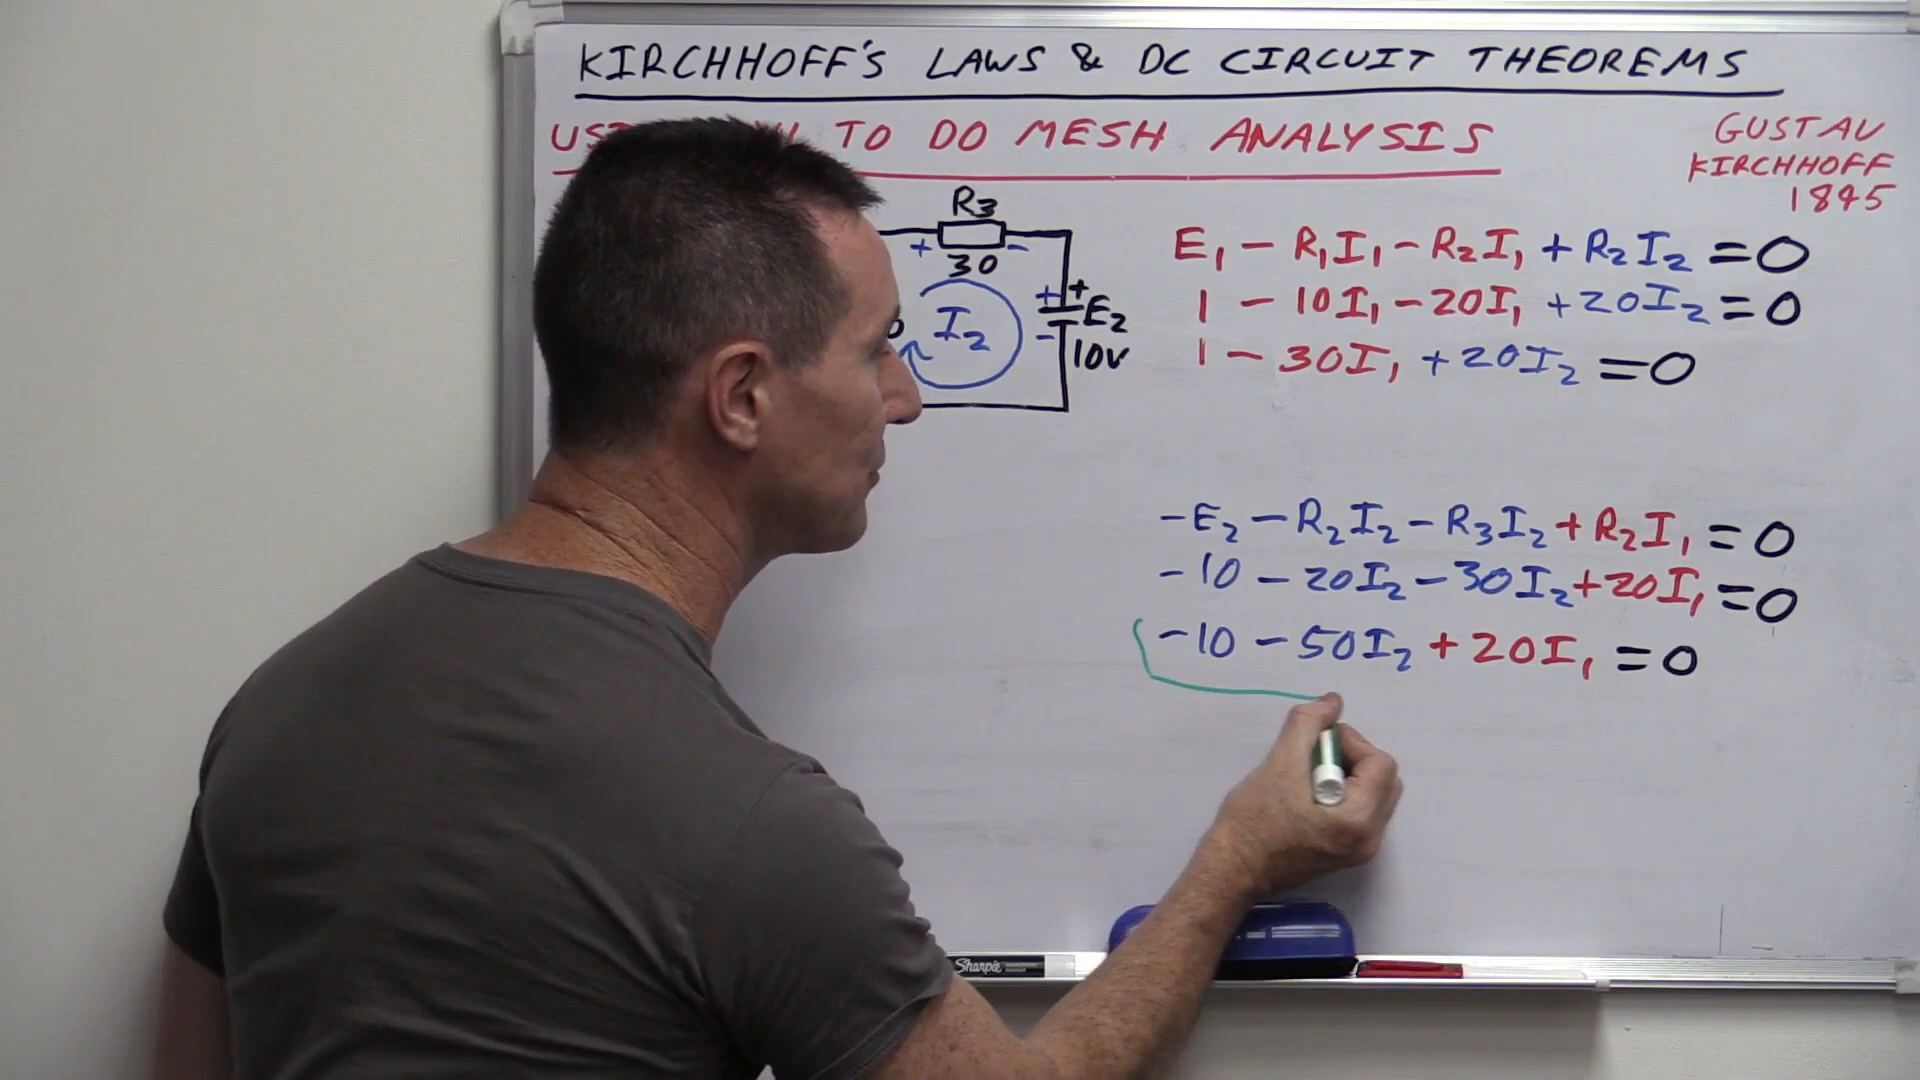 KIRCHHOFF'S LAWS & DC CIRCUIT THEOREMS
TO DO MESH ANALYSIS
GUSTAV
KIRCHHOFF
1845
R3
+ -
30
I2
+ +
-
E2
10V
E1 - R1I1 - R2I1 + R2I2 = 0
1 - 10I1 - 20I1 + 20I2 = 0
1 - 30I1 + 20I2 = 0
-E2 - R2I2 - R3I2 + R2I1 = 0
-10 - 20I2 - 30I2 + 20I1 = 0
-10 - 50I2 + 20I1 = 0
Sharpie